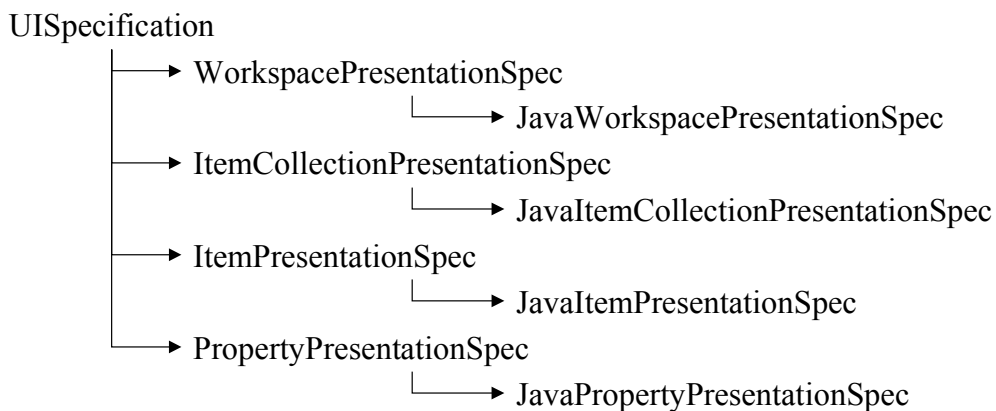 UISpecification
WorkspacePresentationSpec
JavaWorkspacePresentationSpec
ItemCollectionPresentationSpec
JavaItemCollectionPresentationSpec
ItemPresentationSpec
JavaItemPresentationSpec
PropertyPresentationSpec
JavaPropertyPresentationSpec